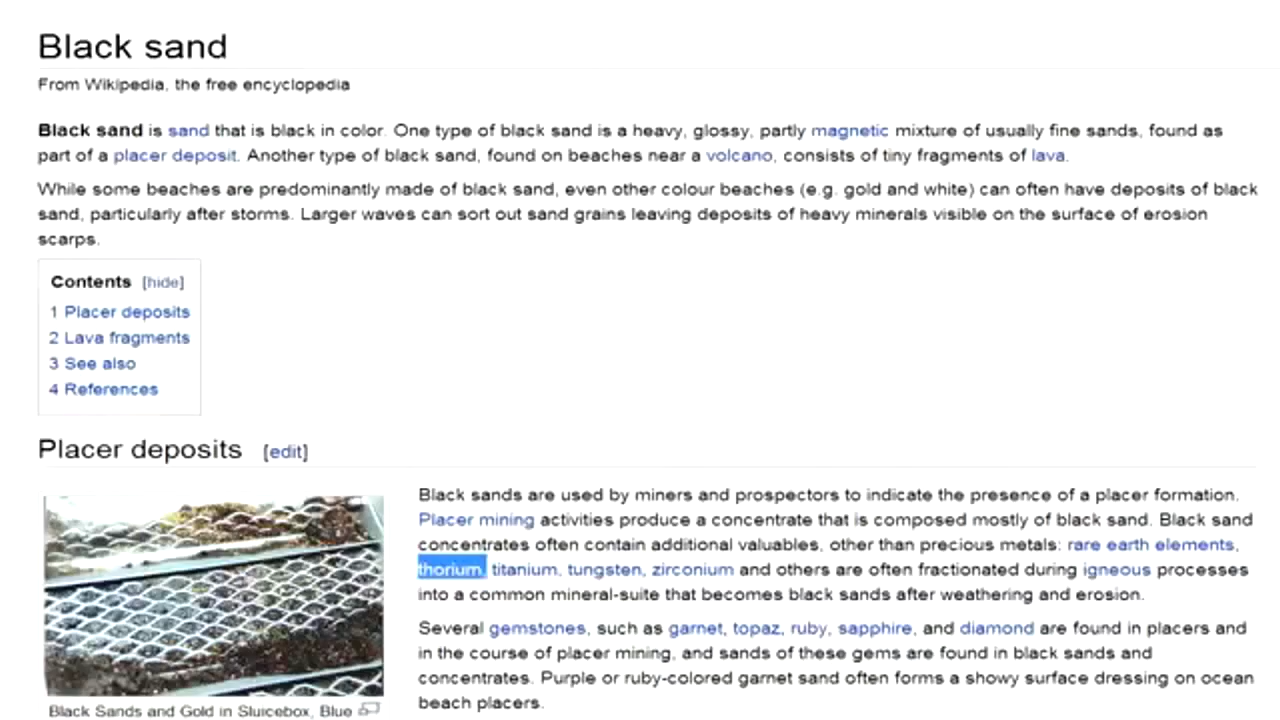 Black sand
From Wikipedia, the free encyclopedia
Black sand is sand that is black in color. One type of black sand is a heavy, glossy, partly magnetic mixture of usually fine sands, found as
part of a placer deposit. Another type of black sand, found on beaches near a volcano, consists of tiny fragments of lava.
While some beaches are predominantly made of black sand, even other colour beaches (e.g. gold and white) can often have deposits of black
sand, particularly after storms. Larger waves can sort out sand grains leaving deposits of heavy minerals visible on the surface of erosion
scarps.
Contents [hide]
1 Placer deposits
2 Lava fragments
3 See also
4 References
Placer deposits [edit]
Black sands are used by miners and prospectors to indicate the presence of a placer formation.
Placer mining activities produce a concentrate that is composed mostly of black sand. Black sand
concentrates often contain additional valuables, other than precious metals: rare earth elements,
thorium, titanium, tungsten, zirconium and others are often fractionated during igneous processes
into a common mineral-suite that becomes black sands after weathering and erosion.
Several gemstones, such as garnet, topaz, ruby, sapphire, and diamond are found in placers and
in the course of placer mining, and sands of these gems are found in black sands and
concentrates. Purple or ruby-colored garnet sand often forms a showy surface dressing on ocean
beach placers.
Black Sands and Gold in Sluicebox, Blue